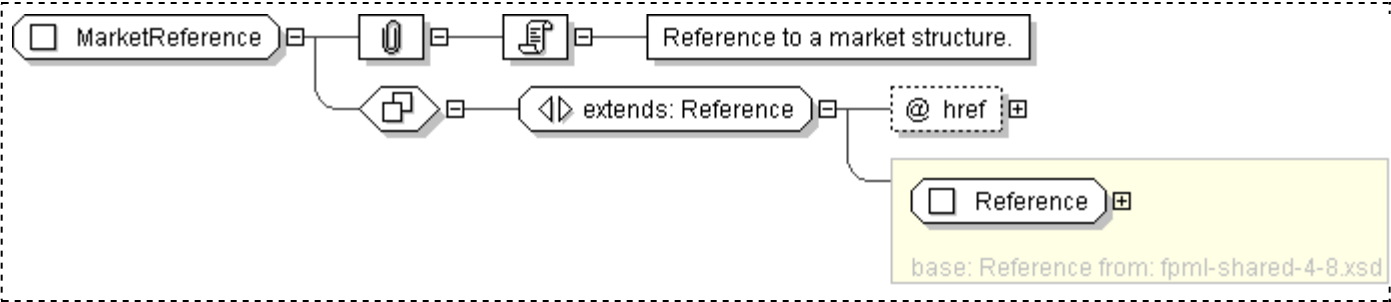 MarketReference
Reference to a market structure.
extends: Reference
@ href
Reference
base: Reference from: fpml-shared-4-8.xsd